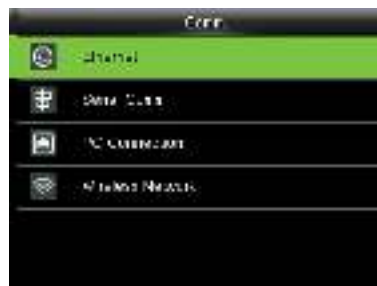 Comm.
Ethernet
Serial Comm
PC Connection
Wireless Network